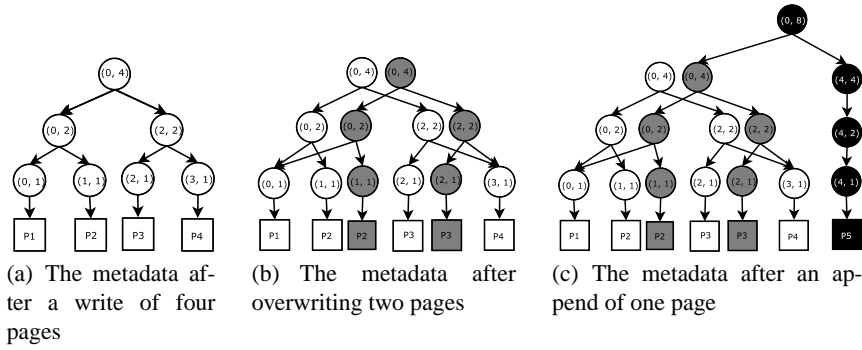 (0, 4)
(0, 2) (2, 2)
(0, 1) (1, 1) (2, 1) (3, 1)
P1 P2 P3 P4
(a) The metadata af-
ter a write of four
pages
(0, 4) (0, 4)
(0, 2) (0, 2) (2, 2) (2, 2)
(0, 1) (1, 1) (1, 1) (2, 1) (2, 1) (3, 1)
P1 P2 P2 P3 P3 P4
(b) The metadata after
overwriting two pages
(0, 8)
(0, 4) (0, 4) (4, 4)
(0, 2) (0, 2) (2, 2) (2, 2) (4, 2)
(0, 1) (1, 1) (1, 1) (2, 1) (2, 1) (3, 1) (4, 1)
P1 P2 P2 P3 P3 P4 P5
(c) The metadata after an ap-
pend of one page